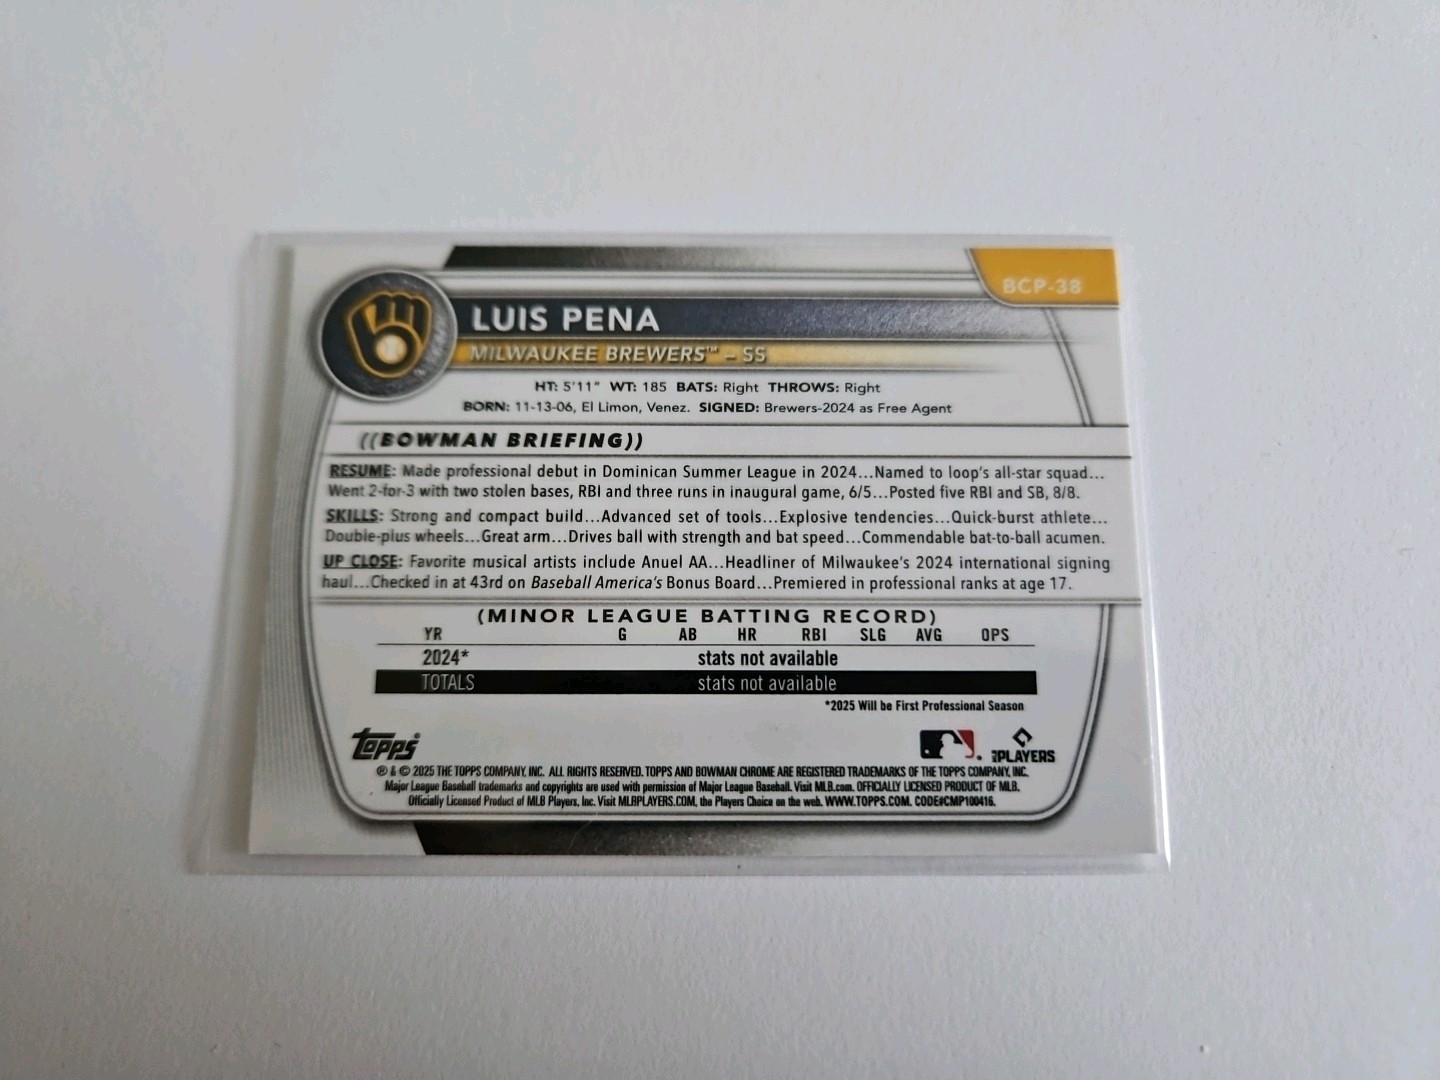 BCP-38
LUIS PENA
MILWAUKEE BREWERS™ – SS
HT: 5'11" WT: 185 BATS: Right THROWS: Right
BORN: 11-13-06, El Limon, Venez. SIGNED: Brewers-2024 as Free Agent
((BOWMAN BRIEFING))
RESUME: Made professional debut in Dominican Summer League in 2024...Named to loop's all-star squad...
Went 2-for-3 with two stolen bases, RBI and three runs in inaugural game, 6/5...Posted five RBI and SB, 8/8.
SKILLS: Strong and compact build...Advanced set of tools...Explosive tendencies...Quick-burst athlete...
Double-plus wheels...Great arm...Drives ball with strength and bat speed...Commendable bat-to-ball acumen.
UP CLOSE: Favorite musical artists include Anuel AA...Headliner of Milwaukee's 2024 international signing
haul...Checked in at 43rd on Baseball America's Bonus Board...Premiered in professional ranks at age 17.
(MINOR LEAGUE BATTING RECORD)
YR G AB HR RBI SLG AVG OPS
2024* stats not available
TOTALS stats not available
*2025 Will be First Professional Season
Topps
MLB PLAYERS
® & © 2025 THE TOPPS COMPANY, INC. ALL RIGHTS RESERVED. TOPPS AND BOWMAN CHROME ARE REGISTERED TRADEMARKS OF THE TOPPS COMPANY, INC.
Major League Baseball trademarks and copyrights are used with permission of Major League Baseball. Visit MLB.com. OFFICIALLY LICENSED PRODUCT OF MLB.
Officially Licensed Product of MLB Players, Inc. Visit MLBPLAYERS.COM, the Players Choice on the web. WWW.TOPPS.COM. CODE#CMP100416.